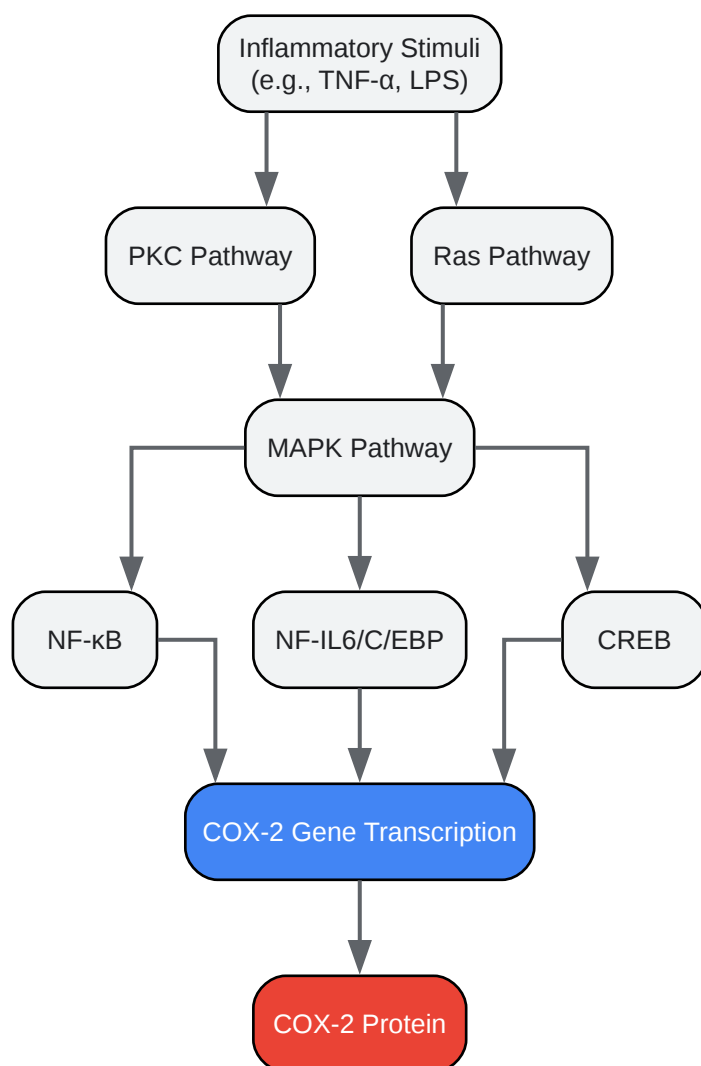 Inflammatory Stimuli
(e.g., TNF-α, LPS)
PKC Pathway
Ras Pathway
MAPK Pathway
NF-κB
NF-IL6/C/EBP
CREB
COX-2 Gene Transcription
COX-2 Protein